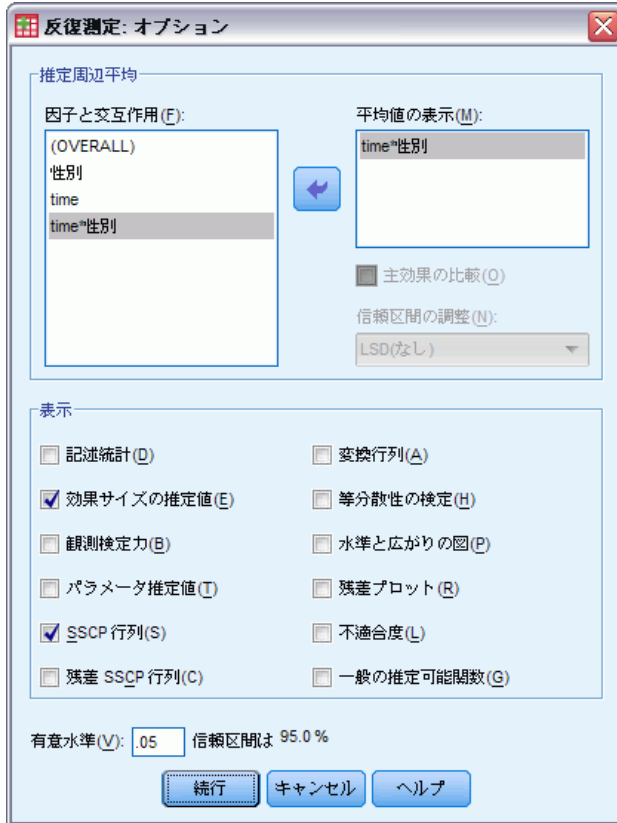 反復測定: オプション
推定周辺平均
因子と交互作用(F):
(OVERALL)
性別
time
time*性別
平均値の表示(M):
time*性別
主効果の比較(O)
信頼区間の調整(N):
LSD(なし)
表示
記述統計(D)
変換行列(A)
効果サイズの推定値(E)
等分散性の検定(H)
観測検定力(B)
水準と広がりの図(P)
パラメータ推定値(T)
残差プロット(R)
SSCP 行列(S)
不適合度(L)
残差 SSCP 行列(C)
一般の推定可能関数(G)
有意水準(V): .05 信頼区間は 95.0 %
続行 キャンセル ヘルプ